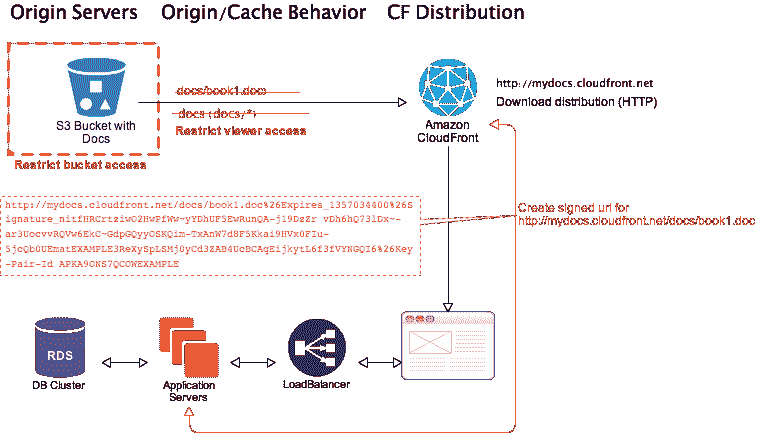 Origin Servers Origin/Cache Behavior CF Distribution
docs/book1.doc
docs (docs/*)
Restrict viewer access
S3 Bucket with
Docs
Restrict bucket access
Amazon
CloudFront
http://mydocs.cloudfront.net
Download distribution (HTTP)
http://mydocs.cloudfront.net/docs/book1.doc%26Expires_1357034400%26S
ignature_nitfHRCrtziwO2HwPfWw~yYDhUF5EwRunQA-j19DzZr vDh6hQ73lDx~-
ar3UocvvRQVw6EkC~GdpGQyyOSKQim-TxAnW7d8F5Kkai9HVx0FIu-
5jcQb0UEmatEXAMPLE3ReXySpLSMj0yCd3ZAB4UcBCAqEijkytL6f3fVYNGQI6%26Key
-Pair-Id APKA9ONS7QCOWEXAMPLE
Create signed url for
http://mydocs.cloudfront.net/docs/book1.doc
RDS
DB Cluster
Application
Servers
LoadBalancer